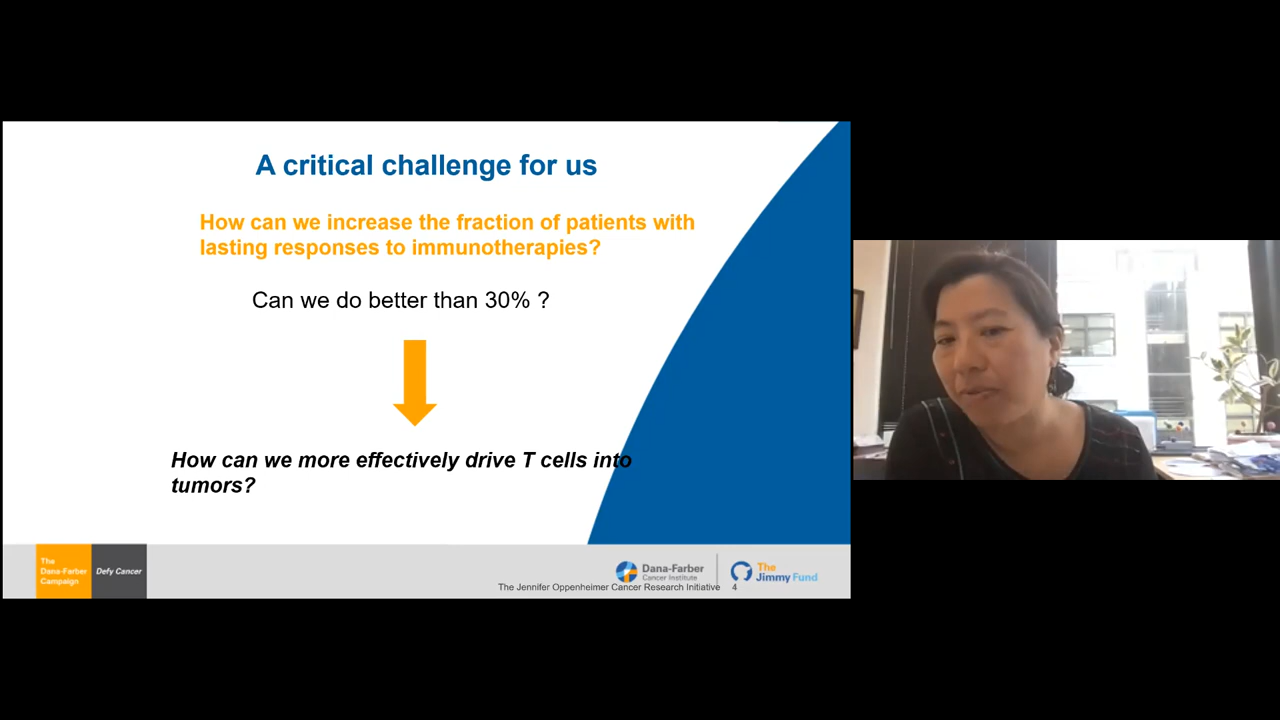 A critical challenge for us
How can we increase the fraction of patients with
lasting responses to immunotherapies?
Can we do better than 30% ?
How can we more effectively drive T cells into
tumors?
The
Dana-Farber
Campaign
Defy Cancer
Dana-Farber
Cancer Institute
The
Jimmy Fund
The Jennifer Oppenheimer Cancer Research Initiative 4